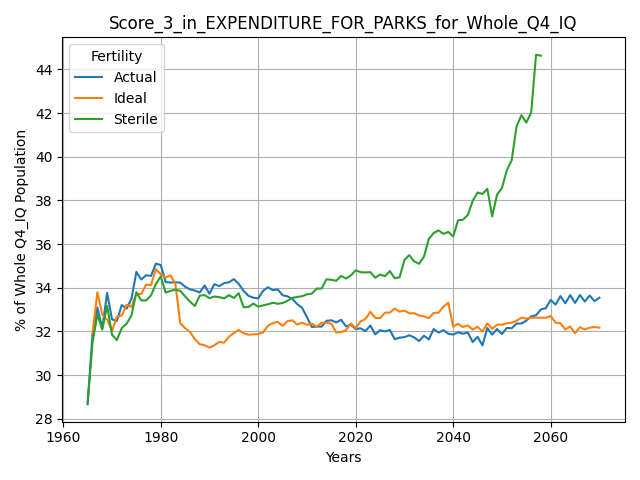 Score_3_in_EXPENDITURE_FOR_PARKS_for_Whole_Q4_IQ
Fertility
Actual
Ideal
Sterile
% of Whole Q4_IQ Population
44
42
40
38
36
34
32
30
28
1960
1980
2000
2020
2040
2060
Years